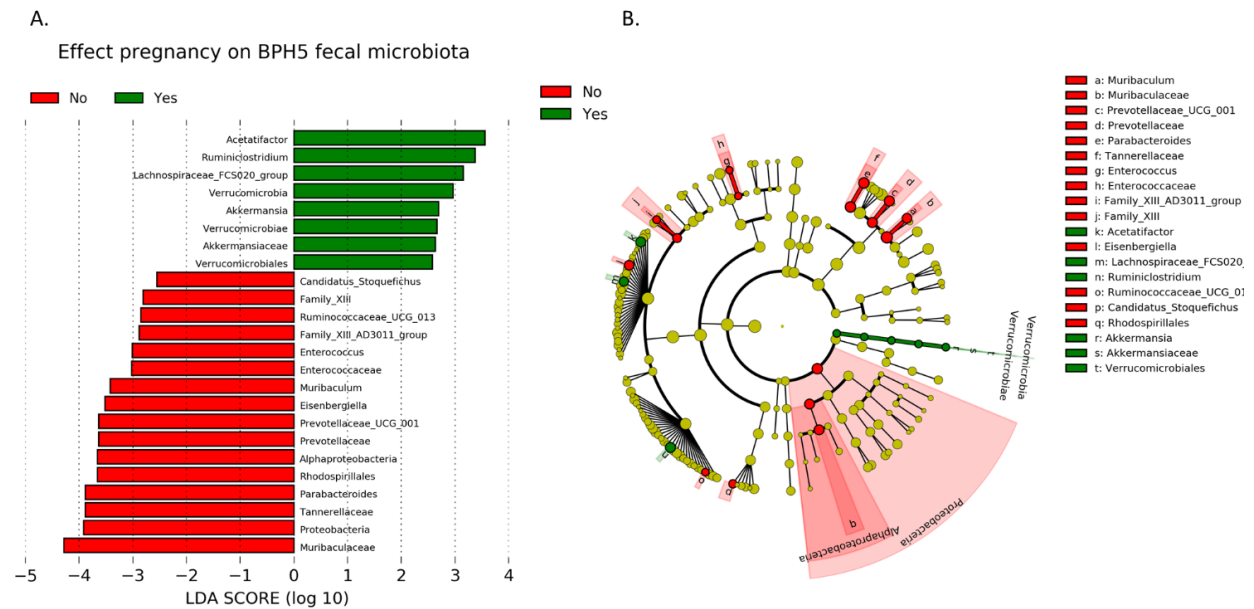 A.
Effect pregnancy on BPH5 fecal microbiota
No Yes
Acetatifactor
Ruminiclostridium
Lachnospiraceae_FCS020_group
Verrucomicrobia
Akkermansia
Verrucomicrobiae
Akkermansiaceae
Verrucomicrobiales
Candidatus_Stoquefichus
Family_XIII
Ruminococcaceae_UCG_013
Family_XIII_AD3011_group
Enterococcus
Enterococcaceae
Muribaculum
Eisenbergiella
Prevotellaceae_UCG_001
Prevotellaceae
Alphaproteobacteria
Rhodospirillales
Parabacteroides
Tannerellaceae
Proteobacteria
Muribaculaceae
−5 −4 −3 −2 −1 0 1 2 3 4
LDA SCORE (log 10)
B.
No
Yes
h
g
f
e
d
c
b
a
j
r
s
t
Verrucomicrobia
Verrucomicrobiae
o
q
Alphaproteobacteria
Proteobacteria
a: Muribaculum
b: Muribaculaceae
c: Prevotellaceae_UCG_001
d: Prevotellaceae
e: Parabacteroides
f: Tannerellaceae
g: Enterococcus
h: Enterococcaceae
i: Family_XIII_AD3011_group
j: Family_XIII
k: Acetatifactor
l: Eisenbergiella
m: Lachnospiraceae_FCS020_
n: Ruminiclostridium
o: Ruminococcaceae_UCG_01
p: Candidatus_Stoquefichus
q: Rhodospirillales
r: Akkermansia
s: Akkermansiaceae
t: Verrucomicrobiales